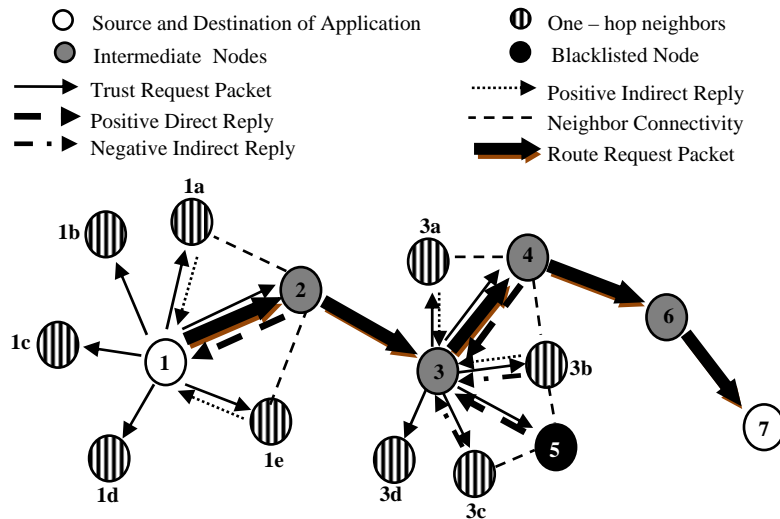 Source and Destination of Application
Intermediate Nodes
Trust Request Packet
Positive Direct Reply
Negative Indirect Reply
One – hop neighbors
Blacklisted Node
Positive Indirect Reply
Neighbor Connectivity
Route Request Packet
1a
1b
3a
4
2
6
1c
1
3
3b
7
1e
5
1d
3d
3c